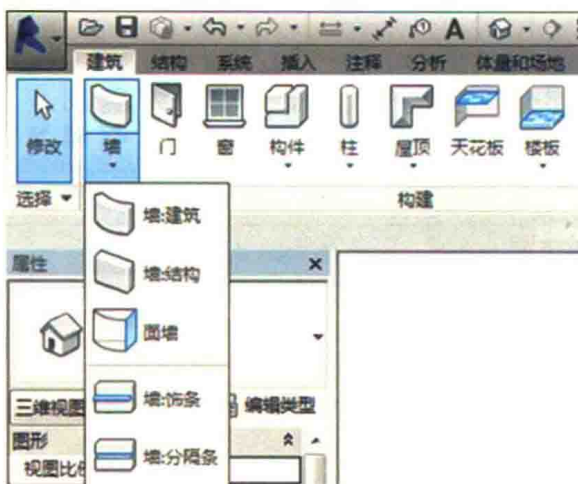 A
建筑 结构 系统 插入 注释 分析 体量和场地
修改 墙 门 窗 构件 柱 屋顶 天花板 楼板
选择 构建
墙:建筑
属性
墙:结构
面墙
墙:饰条
三维视图 编辑类型
图形
墙:分隔条
视图比例